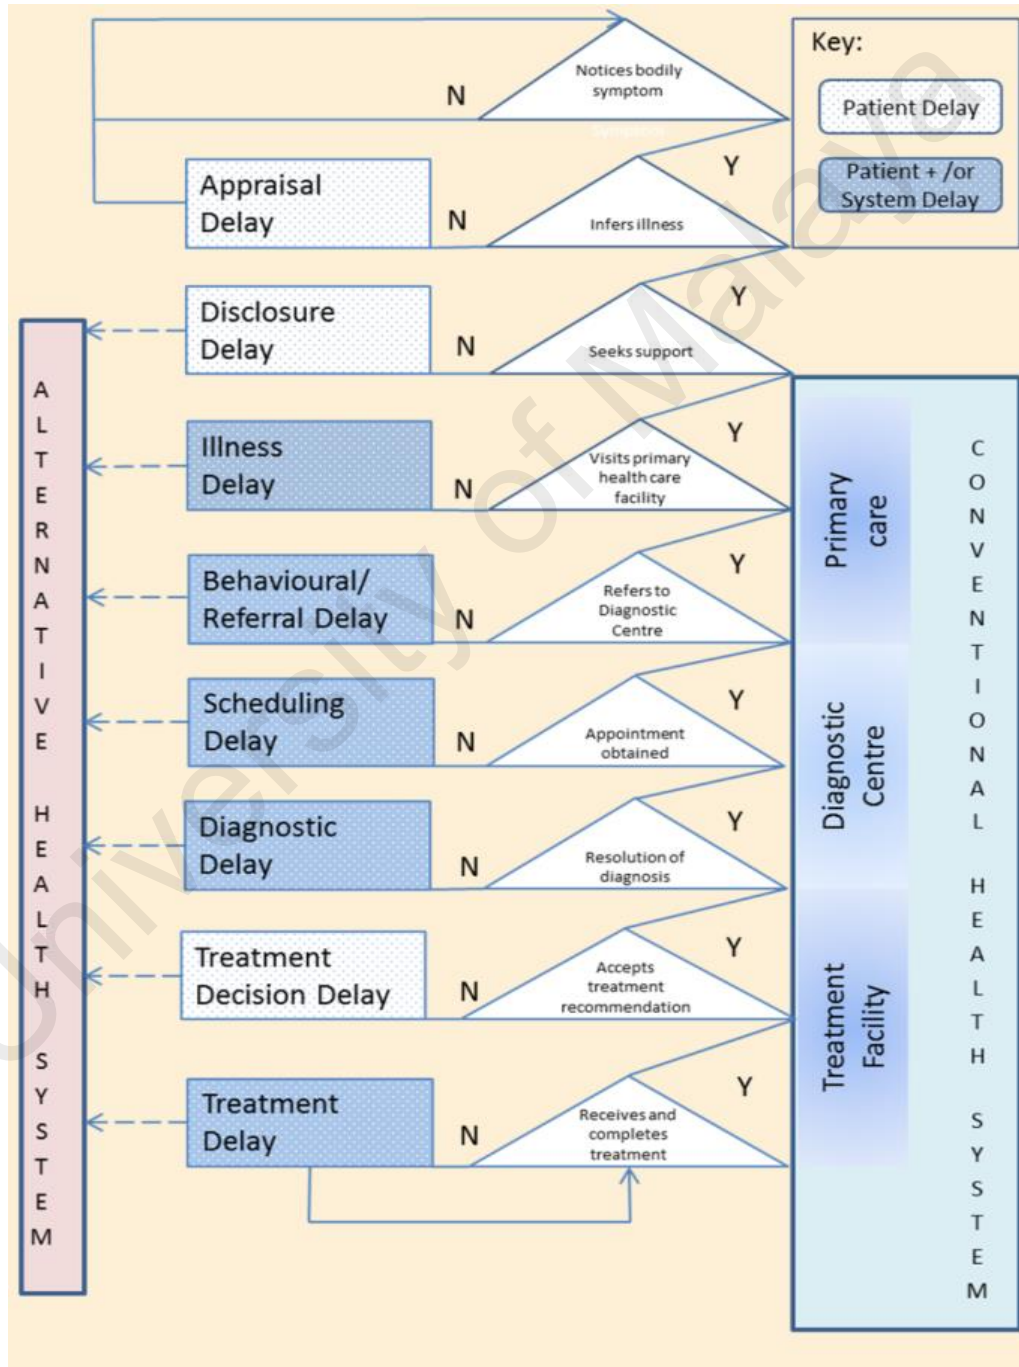 Notices bodily
symptom
N
Key:
Patient Delay
Patient + /or
System Delay
Y
Appraisal
Delay
N
Infers illness
Y
Disclosure
Delay
N
Seeks support
Y
Illness
Delay
N
Visits primary
health care
facility
Y
Behavioural/
Referral Delay
N
Refers to
Diagnostic
Centre
Y
Scheduling
Delay
N
Appointment
obtained
Y
Diagnostic
Delay
N
Resolution of
diagnosis
Y
Treatment
Decision Delay
N
Accepts
treatment
recommendation
Y
Treatment
Delay
N
Receives and
completes
treatment
ALTERNATIVE HEALTH SYSTEM
Primary
care
Diagnostic
Centre
Treatment
Facility
CONVENTIONAL HEALTH SYSTEM
University of Malaya